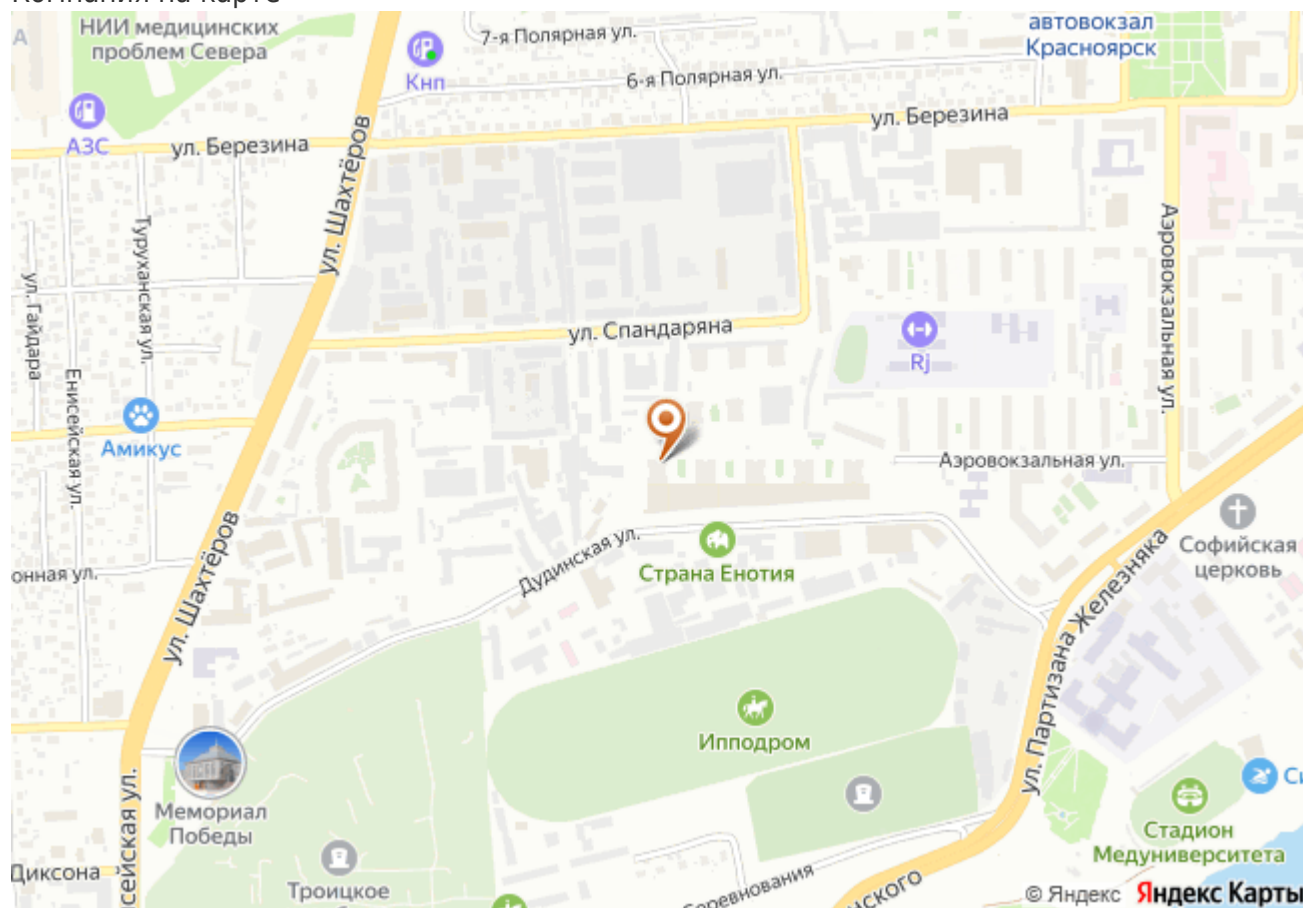 НИИ медицинских
проблем Севера
7-я Полярная ул.
автовокзал
Красноярск
Кнп
6-я Полярная ул.
АЗС
ул. Березина
ул. Березина
ул. Шахтёров
Туруханская ул.
ул. Гайдара
Аэровокзальная ул.
ул. Спандаряна
Rj
Енисейская ул.
Амикус
Аэровокзальная ул.
ул. Шахтёров
Дудинская ул.
Страна Енотия
Софийская
церковь
онная ул.
ул. Партизана Железняка
Ипподром
Мемориал
Победы
Стадион
Медуниверситета
Диксона
Троицкое
© Яндекс Яндекс Карты